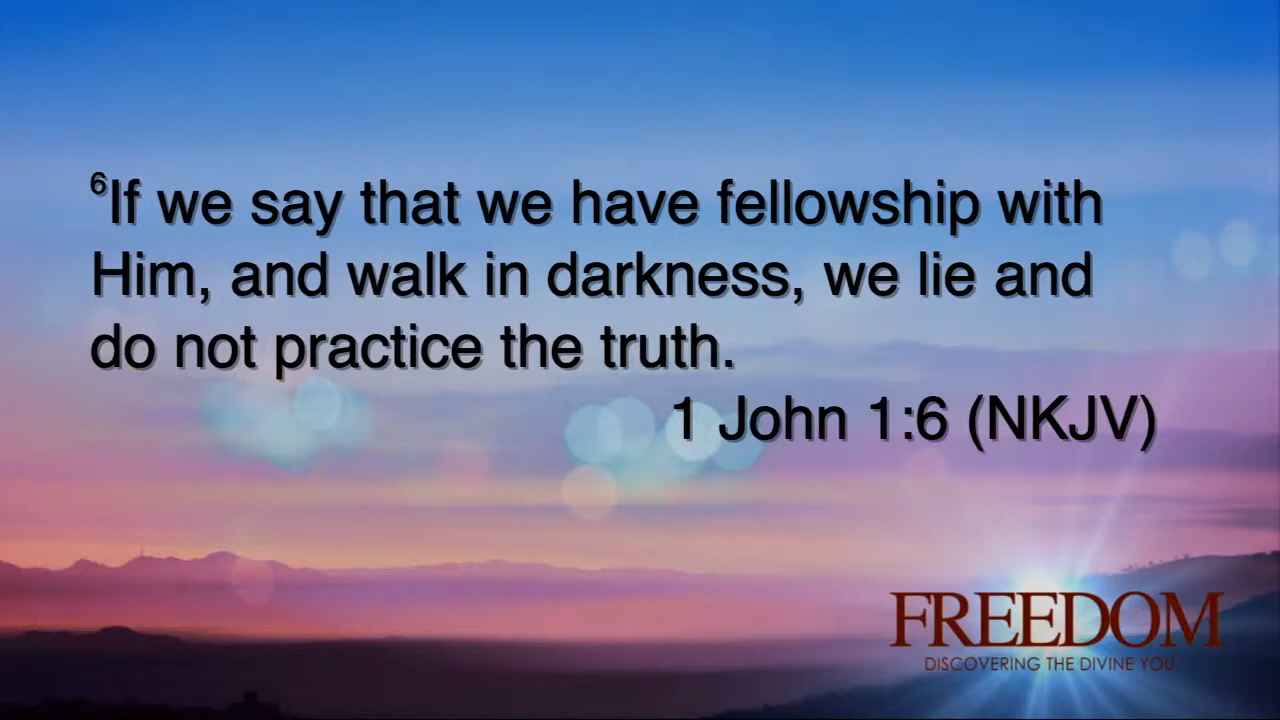 ⁶If we say that we have fellowship with
Him, and walk in darkness, we lie and
do not practice the truth.
1 John 1:6 (NKJV)
FREEDOM
DISCOVERING THE DIVINE YOU